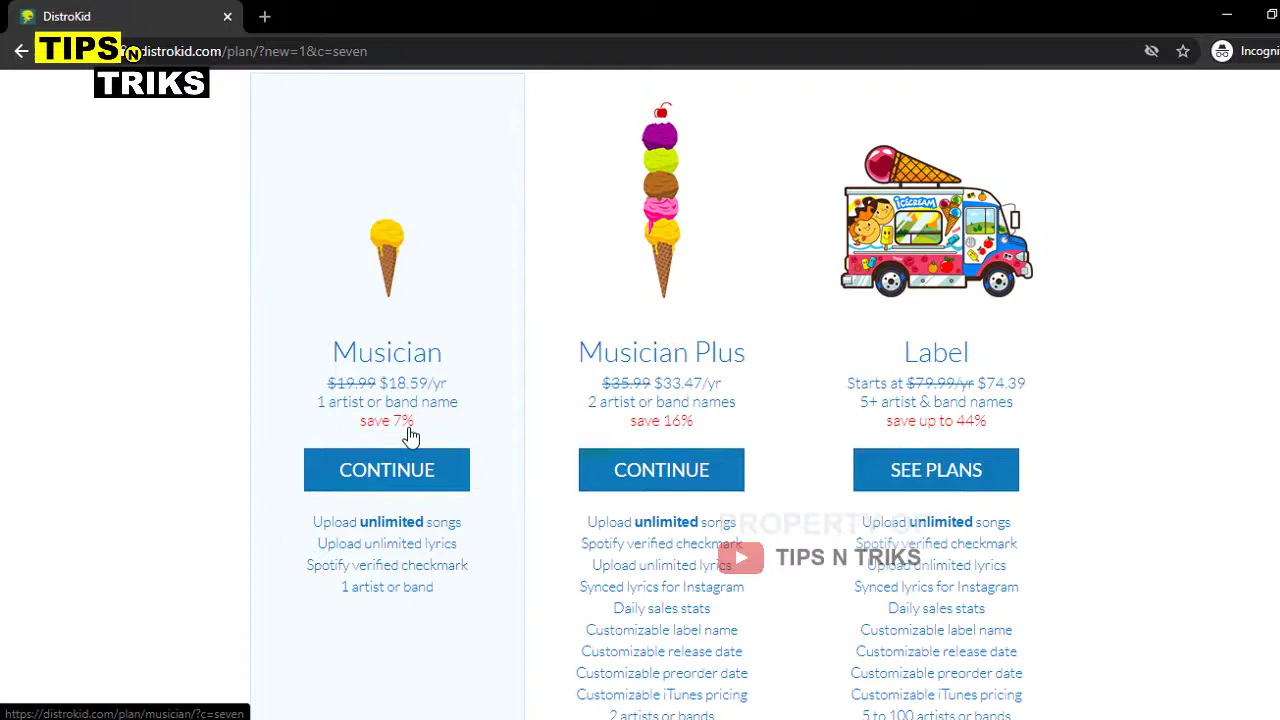 DistroKid
TIPS
N
TRIKS
distrokid.com/plan/?new=1&c=seven
Incogni
ICECREAM
Musician
$19.99 $18.59/yr
1 artist or band name
save 7%
CONTINUE
Upload unlimited songs
Upload unlimited lyrics
Spotify verified checkmark
1 artist or band
Musician Plus
$35.99 $33.47/yr
2 artist or band names
save 16%
CONTINUE
Upload unlimited songs
Spotify verified checkmark
Upload unlimited lyrics
Synced lyrics for Instagram
Daily sales stats
Customizable label name
Customizable release date
Customizable preorder date
Customizable iTunes pricing
2 artists or bands
Label
Starts at $79.99/yr $74.39
5+ artist & band names
save up to 44%
SEE PLANS
Upload unlimited songs
Spotify verified checkmark
Upload unlimited lyrics
Synced lyrics for Instagram
Daily sales stats
Customizable label name
Customizable release date
Customizable preorder date
Customizable iTunes pricing
5 to 100 artists or bands
PROPERTY OF
TIPS N TRIKS
https://distrokid.com/plan/musician/?c=seven